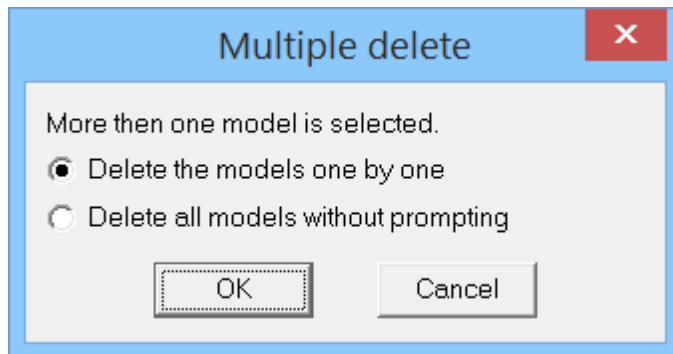 Multiple delete
More then one model is selected.
Delete the models one by one
Delete all models without prompting
OK
Cancel